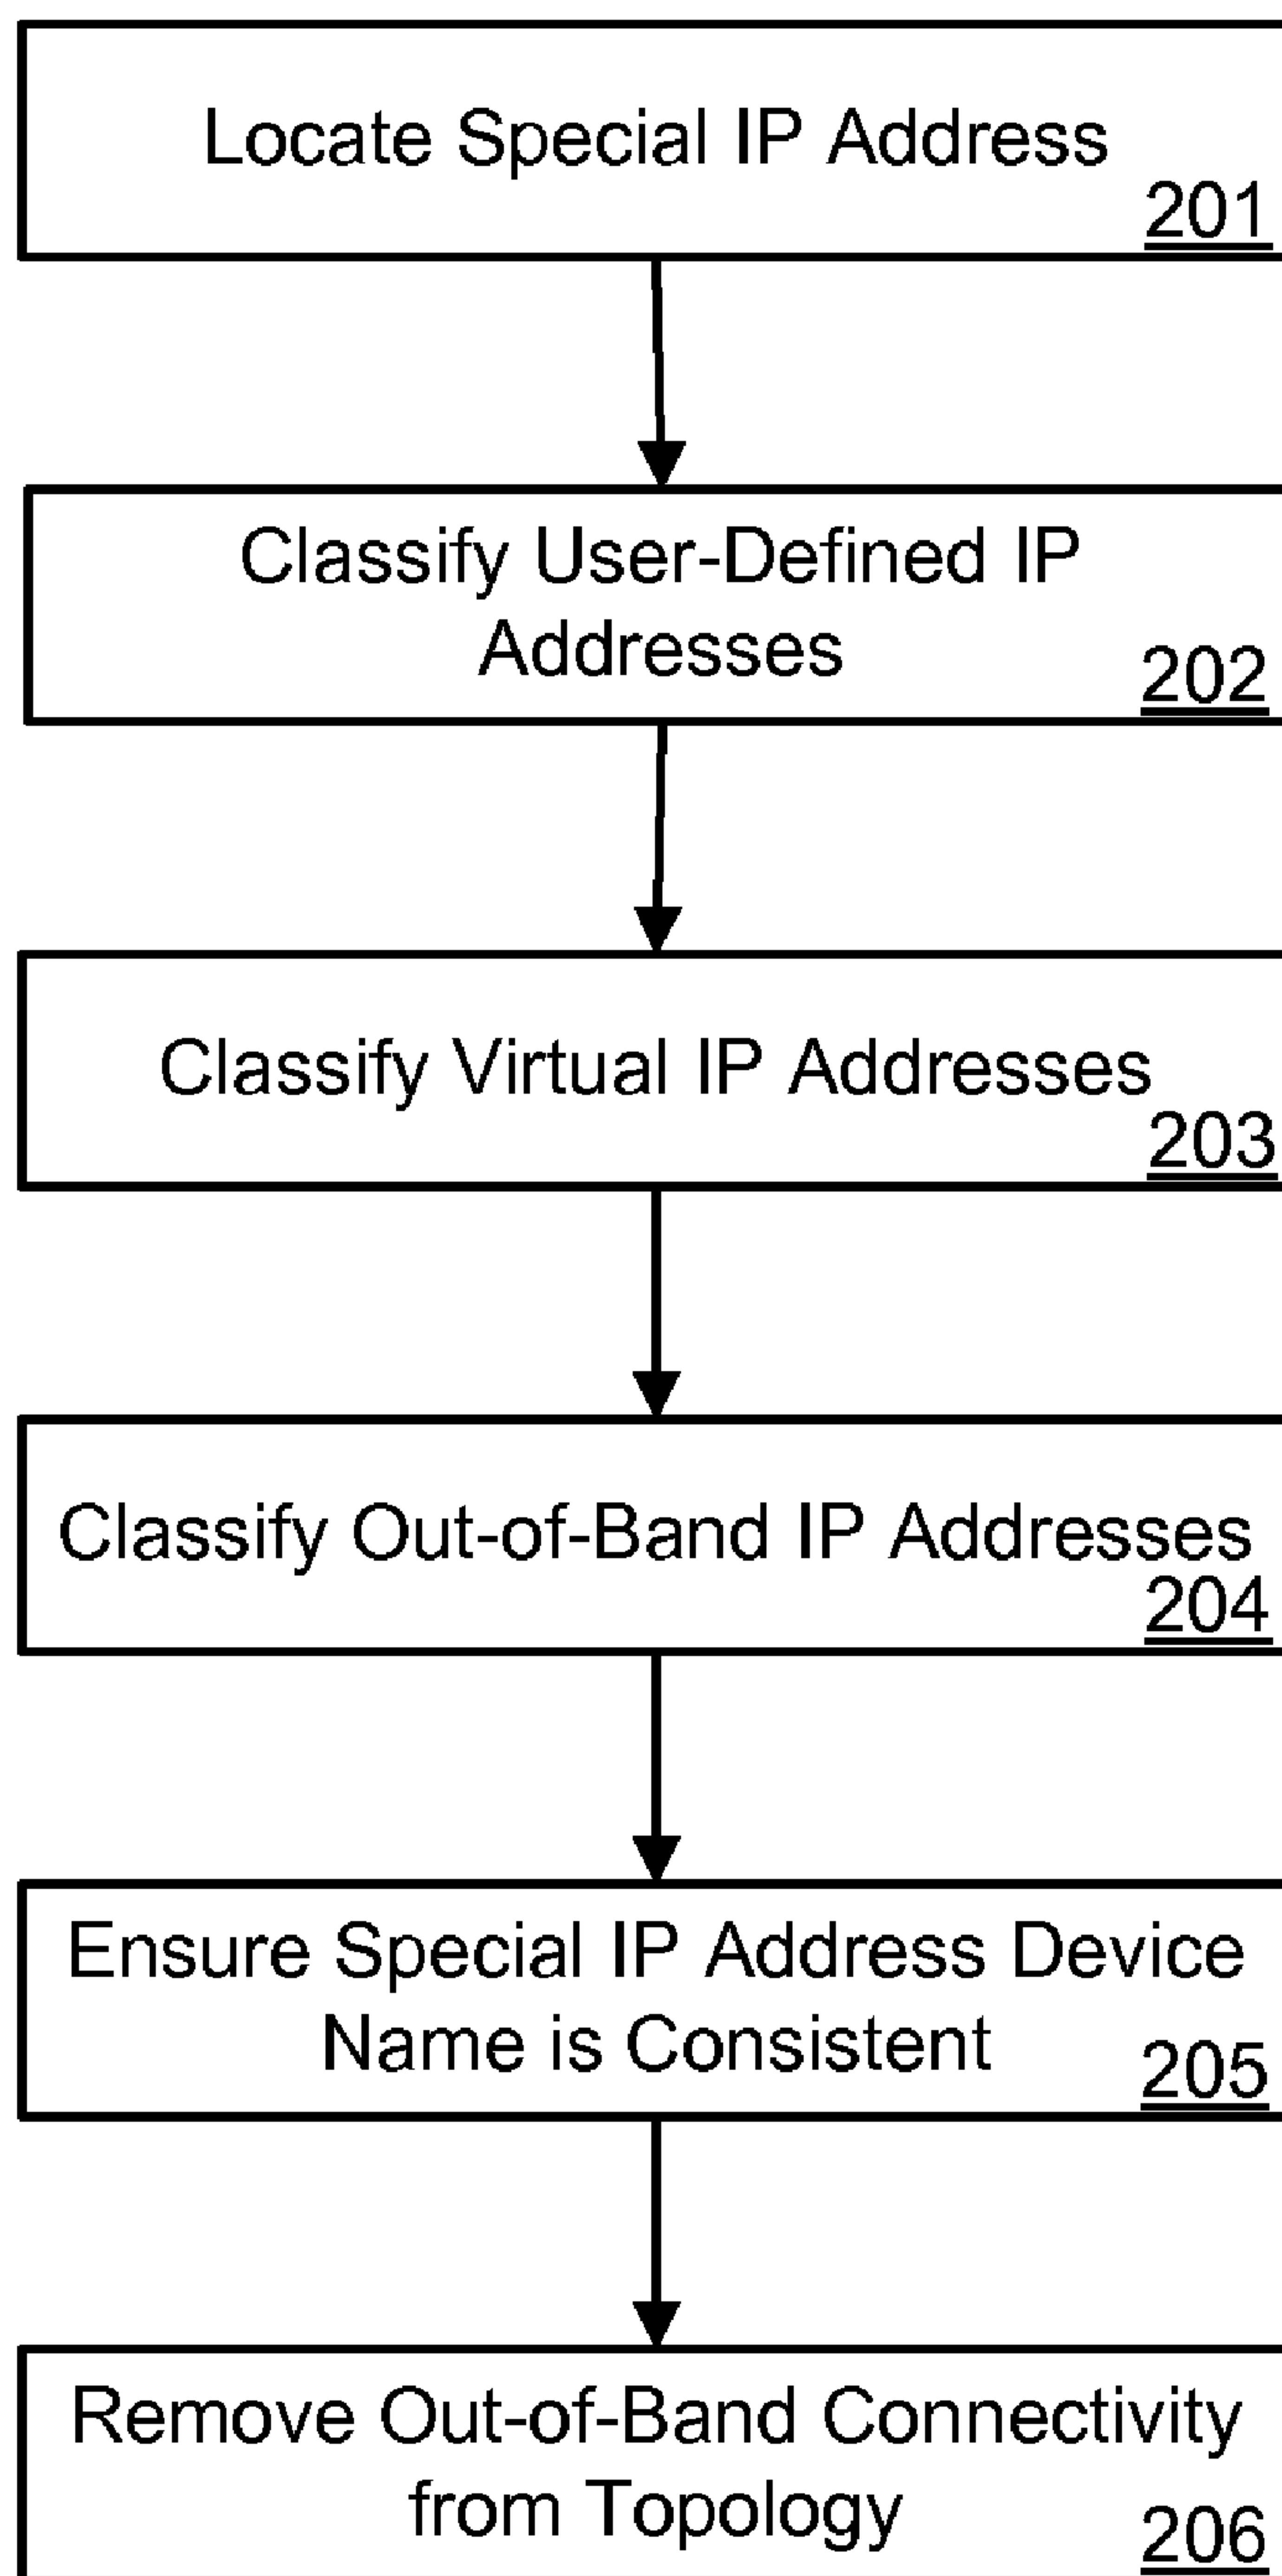 Locate Special IP Address
201
Classify User-Defined IP
Addresses
202
Classify Virtual IP Addresses
203
Classify Out-of-Band IP Addresses
204
Ensure Special IP Address Device
Name is Consistent
205
Remove Out-of-Band Connectivity
from Topology
206